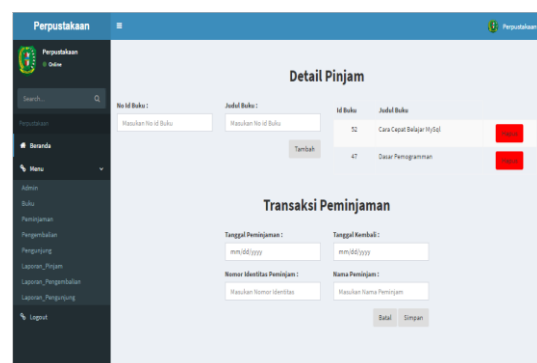 Perpustakaan
Perpustakaan
Perpustakaan
Online
Search...
Perpustakaan
Beranda
Menu
Admin
Buku
Peminjaman
Pengembalian
Pengunjung
Laporan_Pinjam
Laporan_Pengembalian
Laporan_Pengunjung
Logout
Detail Pinjam
No Id Buku :
Masukan No id Buku
Judul Buku :
Masukan No id Buku
Tambah
Id Buku Judul Buku
52 Cara Cepat Belajar MySql
47 Dasar Pemogramman
Transaksi Peminjaman
Tanggal Peminjaman :
mm/dd/yyyy
Tanggal Kembali :
mm/dd/yyyy
Nomor Identitas Peminjam :
Masukan Nomor Identitas
Nama Peminjam :
Masukan Nama Peminjam
Batal Simpan